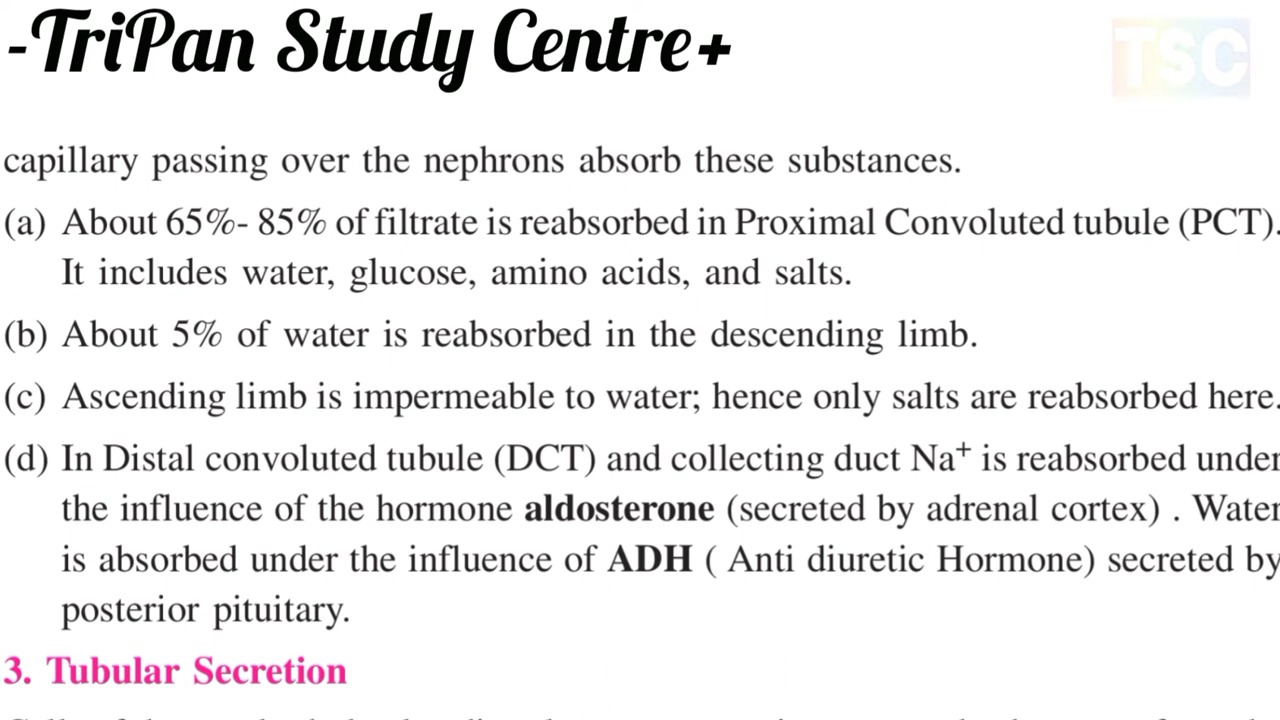 -TriPan Study Centre+
TSC
capillary passing over the nephrons absorb these substances.
(a) About 65%- 85% of filtrate is reabsorbed in Proximal Convoluted tubule (PCT).
It includes water, glucose, amino acids, and salts.
(b) About 5% of water is reabsorbed in the descending limb.
(c) Ascending limb is impermeable to water; hence only salts are reabsorbed here.
(d) In Distal convoluted tubule (DCT) and collecting duct Na⁺ is reabsorbed under
the influence of the hormone aldosterone (secreted by adrenal cortex) . Water
is absorbed under the influence of ADH ( Anti diuretic Hormone) secreted by
posterior pituitary.
3. Tubular Secretion